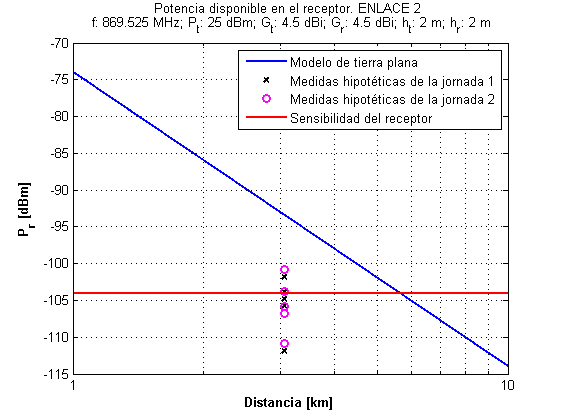 Potencia disponible en el receptor. ENLACE 2
f: 869.525 MHz; Pt: 25 dBm; Gt: 4.5 dBi; Gr: 4.5 dBi; ht: 2 m; hr: 2 m
Modelo de tierra plana
Medidas hipotéticas de la jornada 1
Medidas hipotéticas de la jornada 2
Sensibilidad del receptor
Pr [dBm]
-70
-75
-80
-85
-90
-95
-100
-105
-110
-115
1
10
Distancia [km]